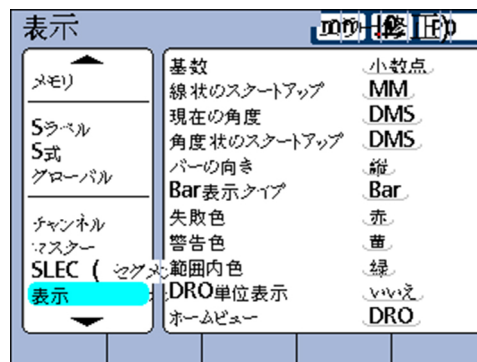 表示
メモリ
Sラベル
S式
グローバル
チャンネル
マスター
SLEC ( セグメ
表示
基数 小数点
線状のスタートアップ MM
現在の角度 DMS
角度状のスタートアップ DMS
バーの向き 縦
Bar表示タイプ Bar
失敗色 赤
警告色 黄
範囲内色 緑
DRO単位表示 いいえ
ホームビュー DRO